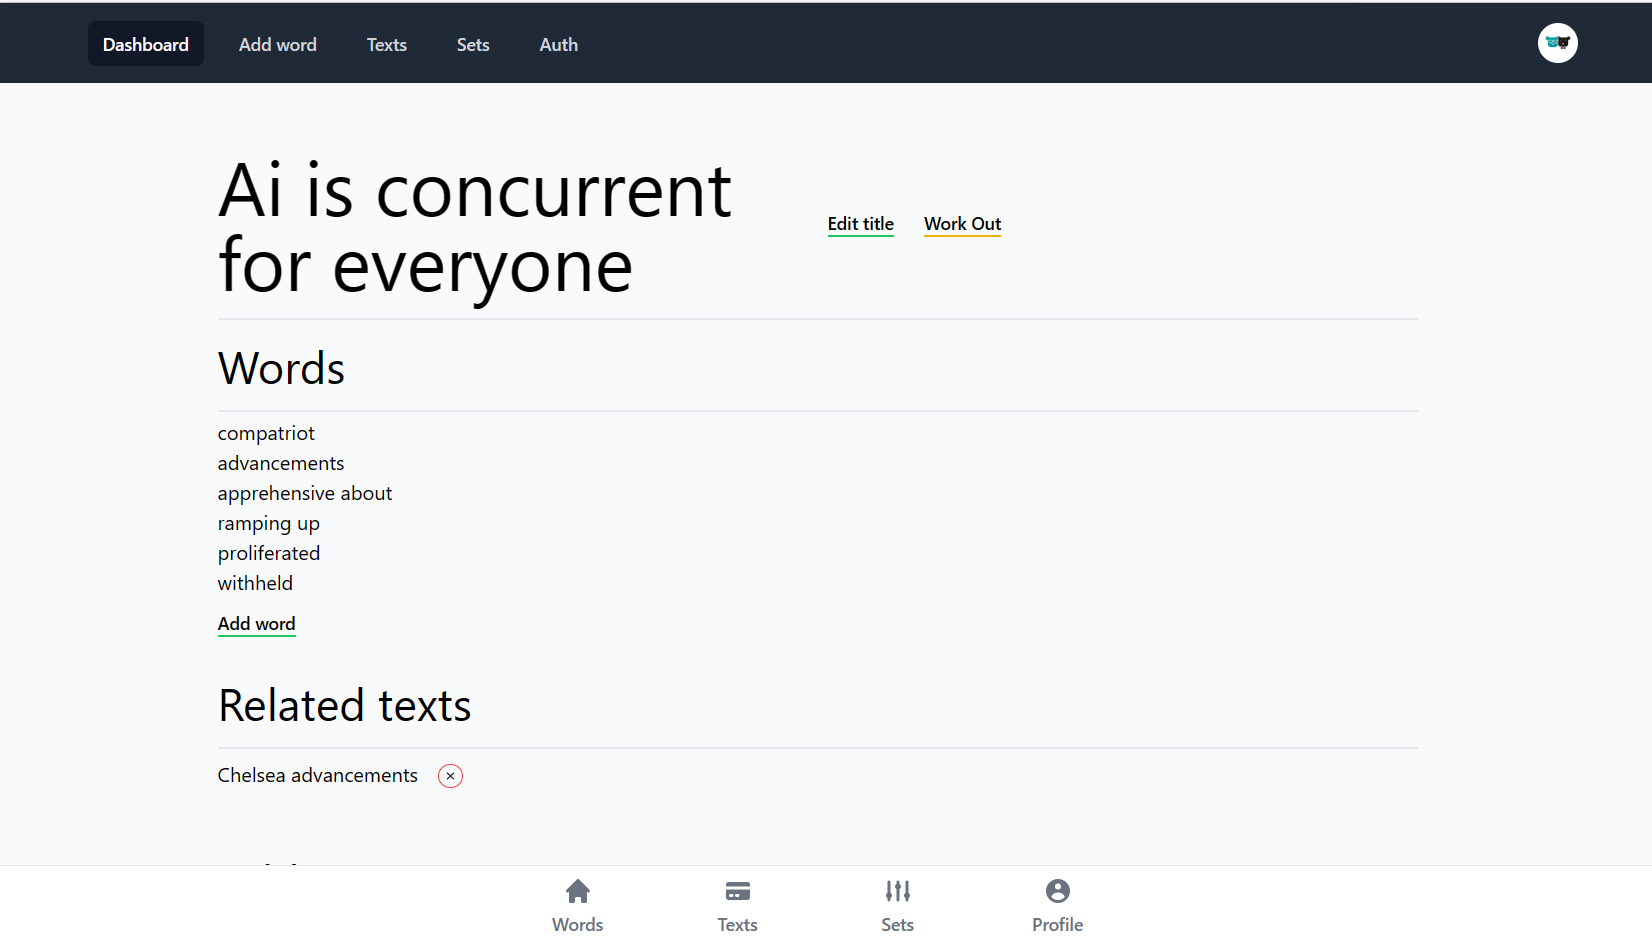 Dashboard Add word Texts Sets Auth
Ai is concurrent
for everyone
Edit title Work Out
Words
compatriot
advancements
apprehensive about
ramping up
proliferated
withheld
Add word
Related texts
Chelsea advancements
Words Texts Sets Profile